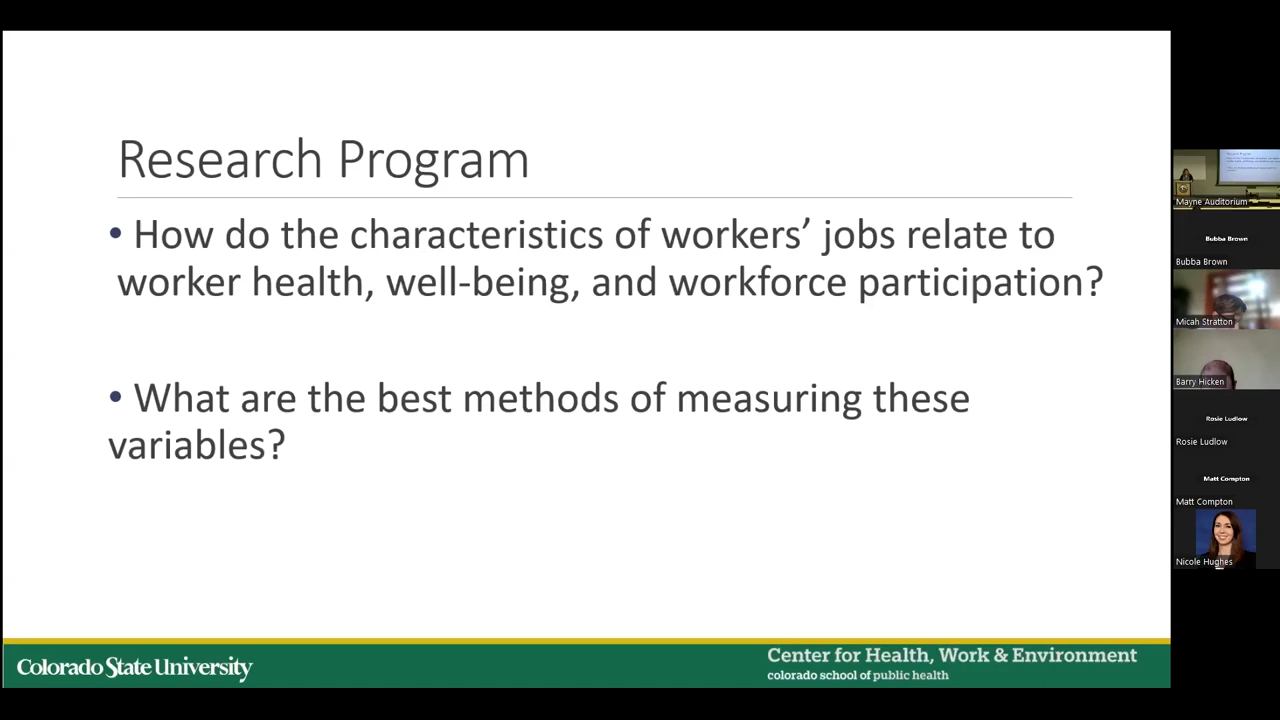 Research Program
• How do the characteristics of workers’ jobs relate to
worker health, well-being, and workforce participation?
• What are the best methods of measuring these
variables?
Colorado State University
Center for Health, Work & Environment
colorado school of public health
Mayne Auditorium
Bubba Brown
Bubba Brown
Micah Stratton
Barry Hicken
Rosie Ludlow
Rosie Ludlow
Matt Compton
Matt Compton
Nicole Hughes